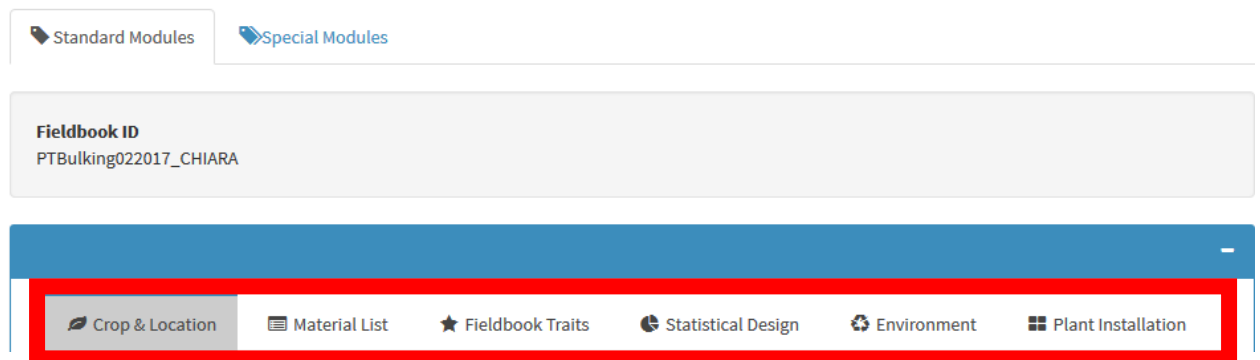 Standard Modules Special Modules
Fieldbook ID
PTBulking022017_CHIARA
Crop & Location Material List Fieldbook Traits Statistical Design Environment Plant Installation